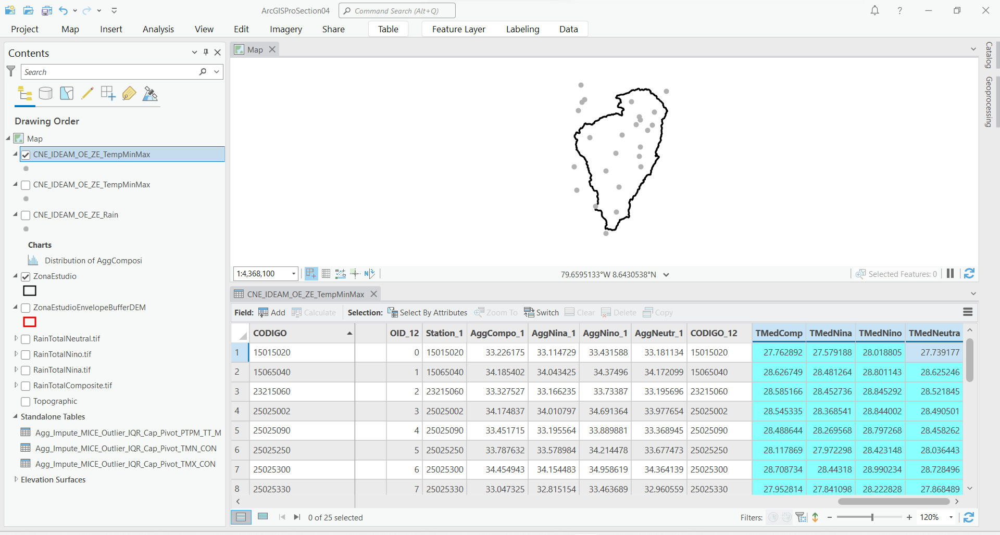 ArcGISProSection04
Command Search (Alt+Q)
?
Project Map Insert Analysis View Edit Imagery Share Table Feature Layer Labeling Data
Contents
Search
Drawing Order
Map
CNE_IDEAM_OE_ZE_TempMinMax
CNE_IDEAM_OE_ZE_TempMinMax
CNE_IDEAM_OE_ZE_Rain
Charts
Distribution of AggComposi
ZonaEstudio
ZonaEstudioEnvelopeBufferDEM
RainTotalNeutral.tif
RainTotalNino.tif
RainTotalNina.tif
RainTotalComposite.tif
Topographic
Standalone Tables
Agg_Impute_MICE_Outlier_IQR_Cap_Pivot_PTPM_TT_M
Agg_Impute_MICE_Outlier_IQR_Cap_Pivot_TMN_CON
Agg_Impute_MICE_Outlier_IQR_Cap_Pivot_TMX_CON
Elevation Surfaces
Map
1:4,368,100
N
79.6595133°W 8.6430538°N
Selected Features: 0
Catalog
Geoprocessing
CNE_IDEAM_OE_ZE_TempMinMax
Field: Add Calculate Selection: Select By Attributes Zoom To Switch Clear Delete Copy
CODIGO OID_12 Station_1 AggCompo_1 AggNina_1 AggNino_1 AggNeutr_1 CODIGO_12 TMedComp TMedNina TMedNino TMedNeutra
1 15015020 0 15015020 33.226175 33.114729 33.431588 33.181134 15015020 27.762892 27.579188 28.018805 27.739177
2 15065040 1 15065040 34.185402 34.043425 34.37496 34.172099 15065040 28.626749 28.481264 28.801143 28.625246
3 23215060 2 23215060 33.327527 33.166235 33.73387 33.195696 23215060 28.585166 28.452736 28.845292 28.521845
4 25025002 3 25025002 34.174837 34.010797 34.691364 33.977654 25025002 28.545335 28.368541 28.844002 28.490501
5 25025090 4 25025090 33.451715 33.195564 33.889881 33.368945 25025090 28.488644 28.269568 28.797268 28.458262
6 25025250 5 25025250 33.787632 33.578984 34.214478 33.677473 25025250 28.117869 27.972298 28.423148 28.036443
7 25025300 6 25025300 34.454943 34.154483 34.958619 34.364139 25025300 28.708734 28.44318 28.990234 28.728496
8 25025330 7 25025330 33.047325 32.815154 33.463689 32.960559 25025330 27.952814 27.841098 28.222828 27.868489
0 of 25 selected
Filters:
120%